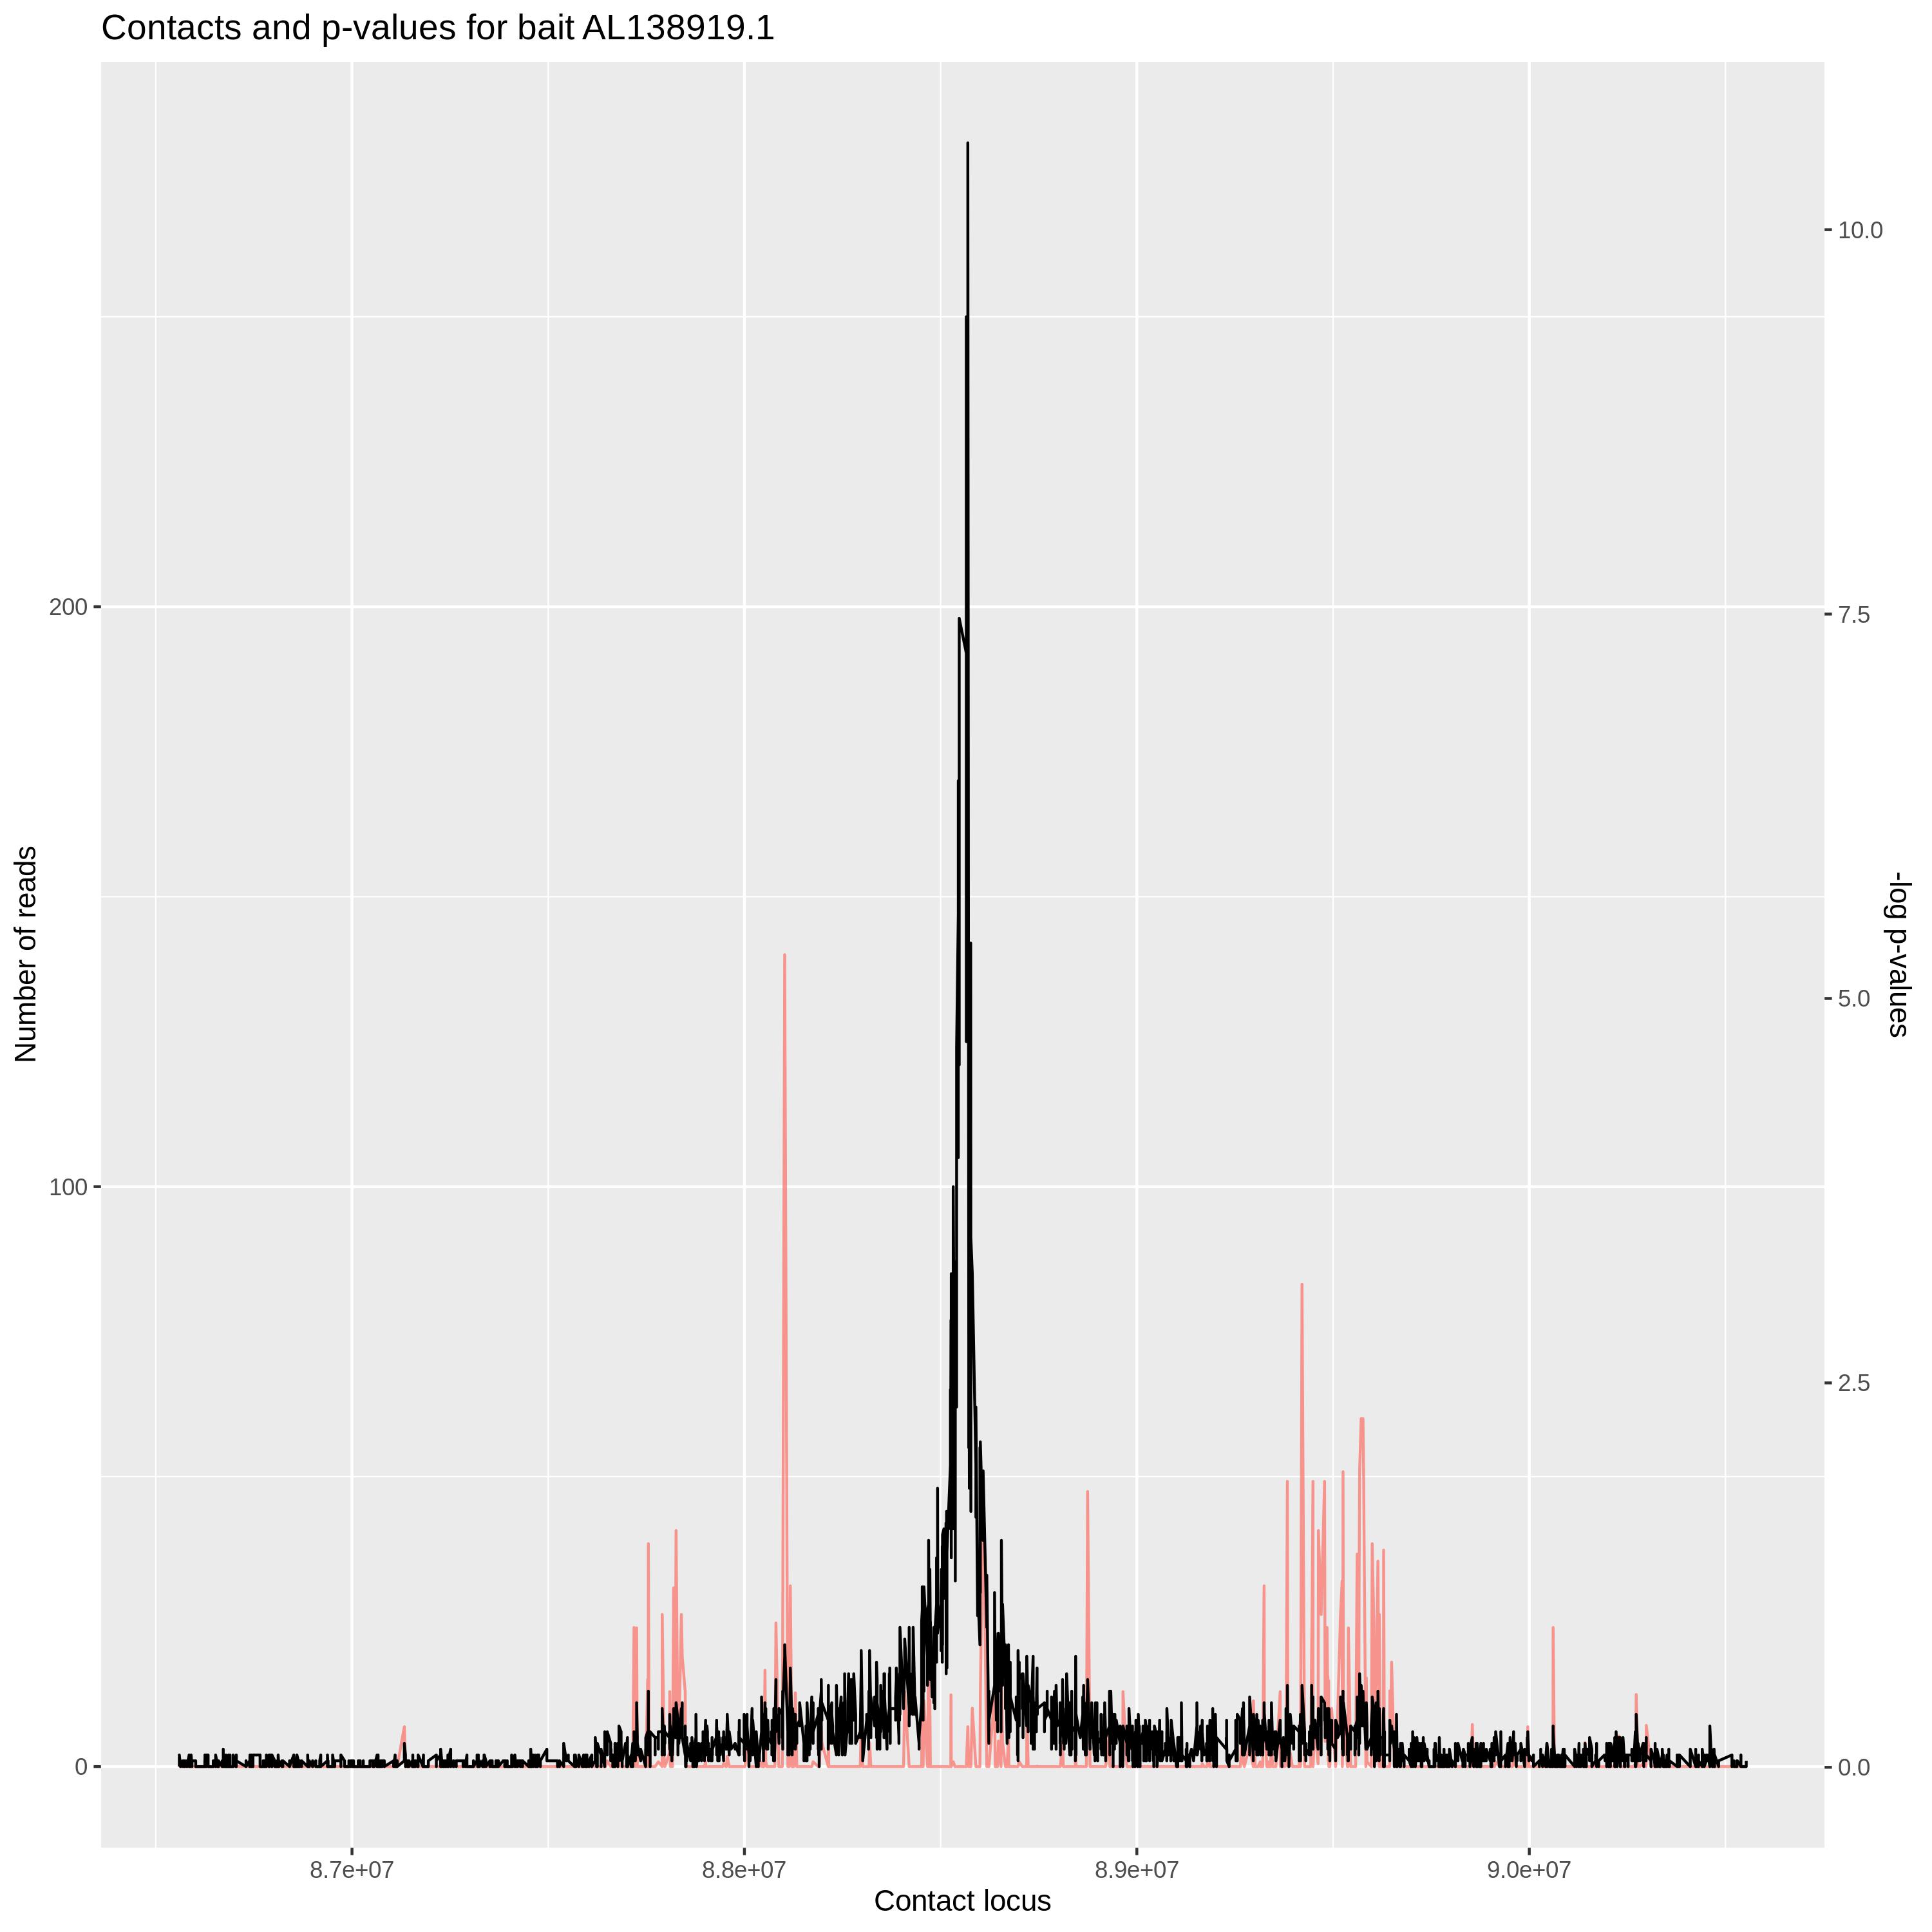 Contacts and p-values for bait AL138919.1
Number of reads
200
100
0
10.0
7.5
5.0
2.5
0.0
-log p-values
8.7e+07 8.8e+07 8.9e+07 9.0e+07
Contact locus